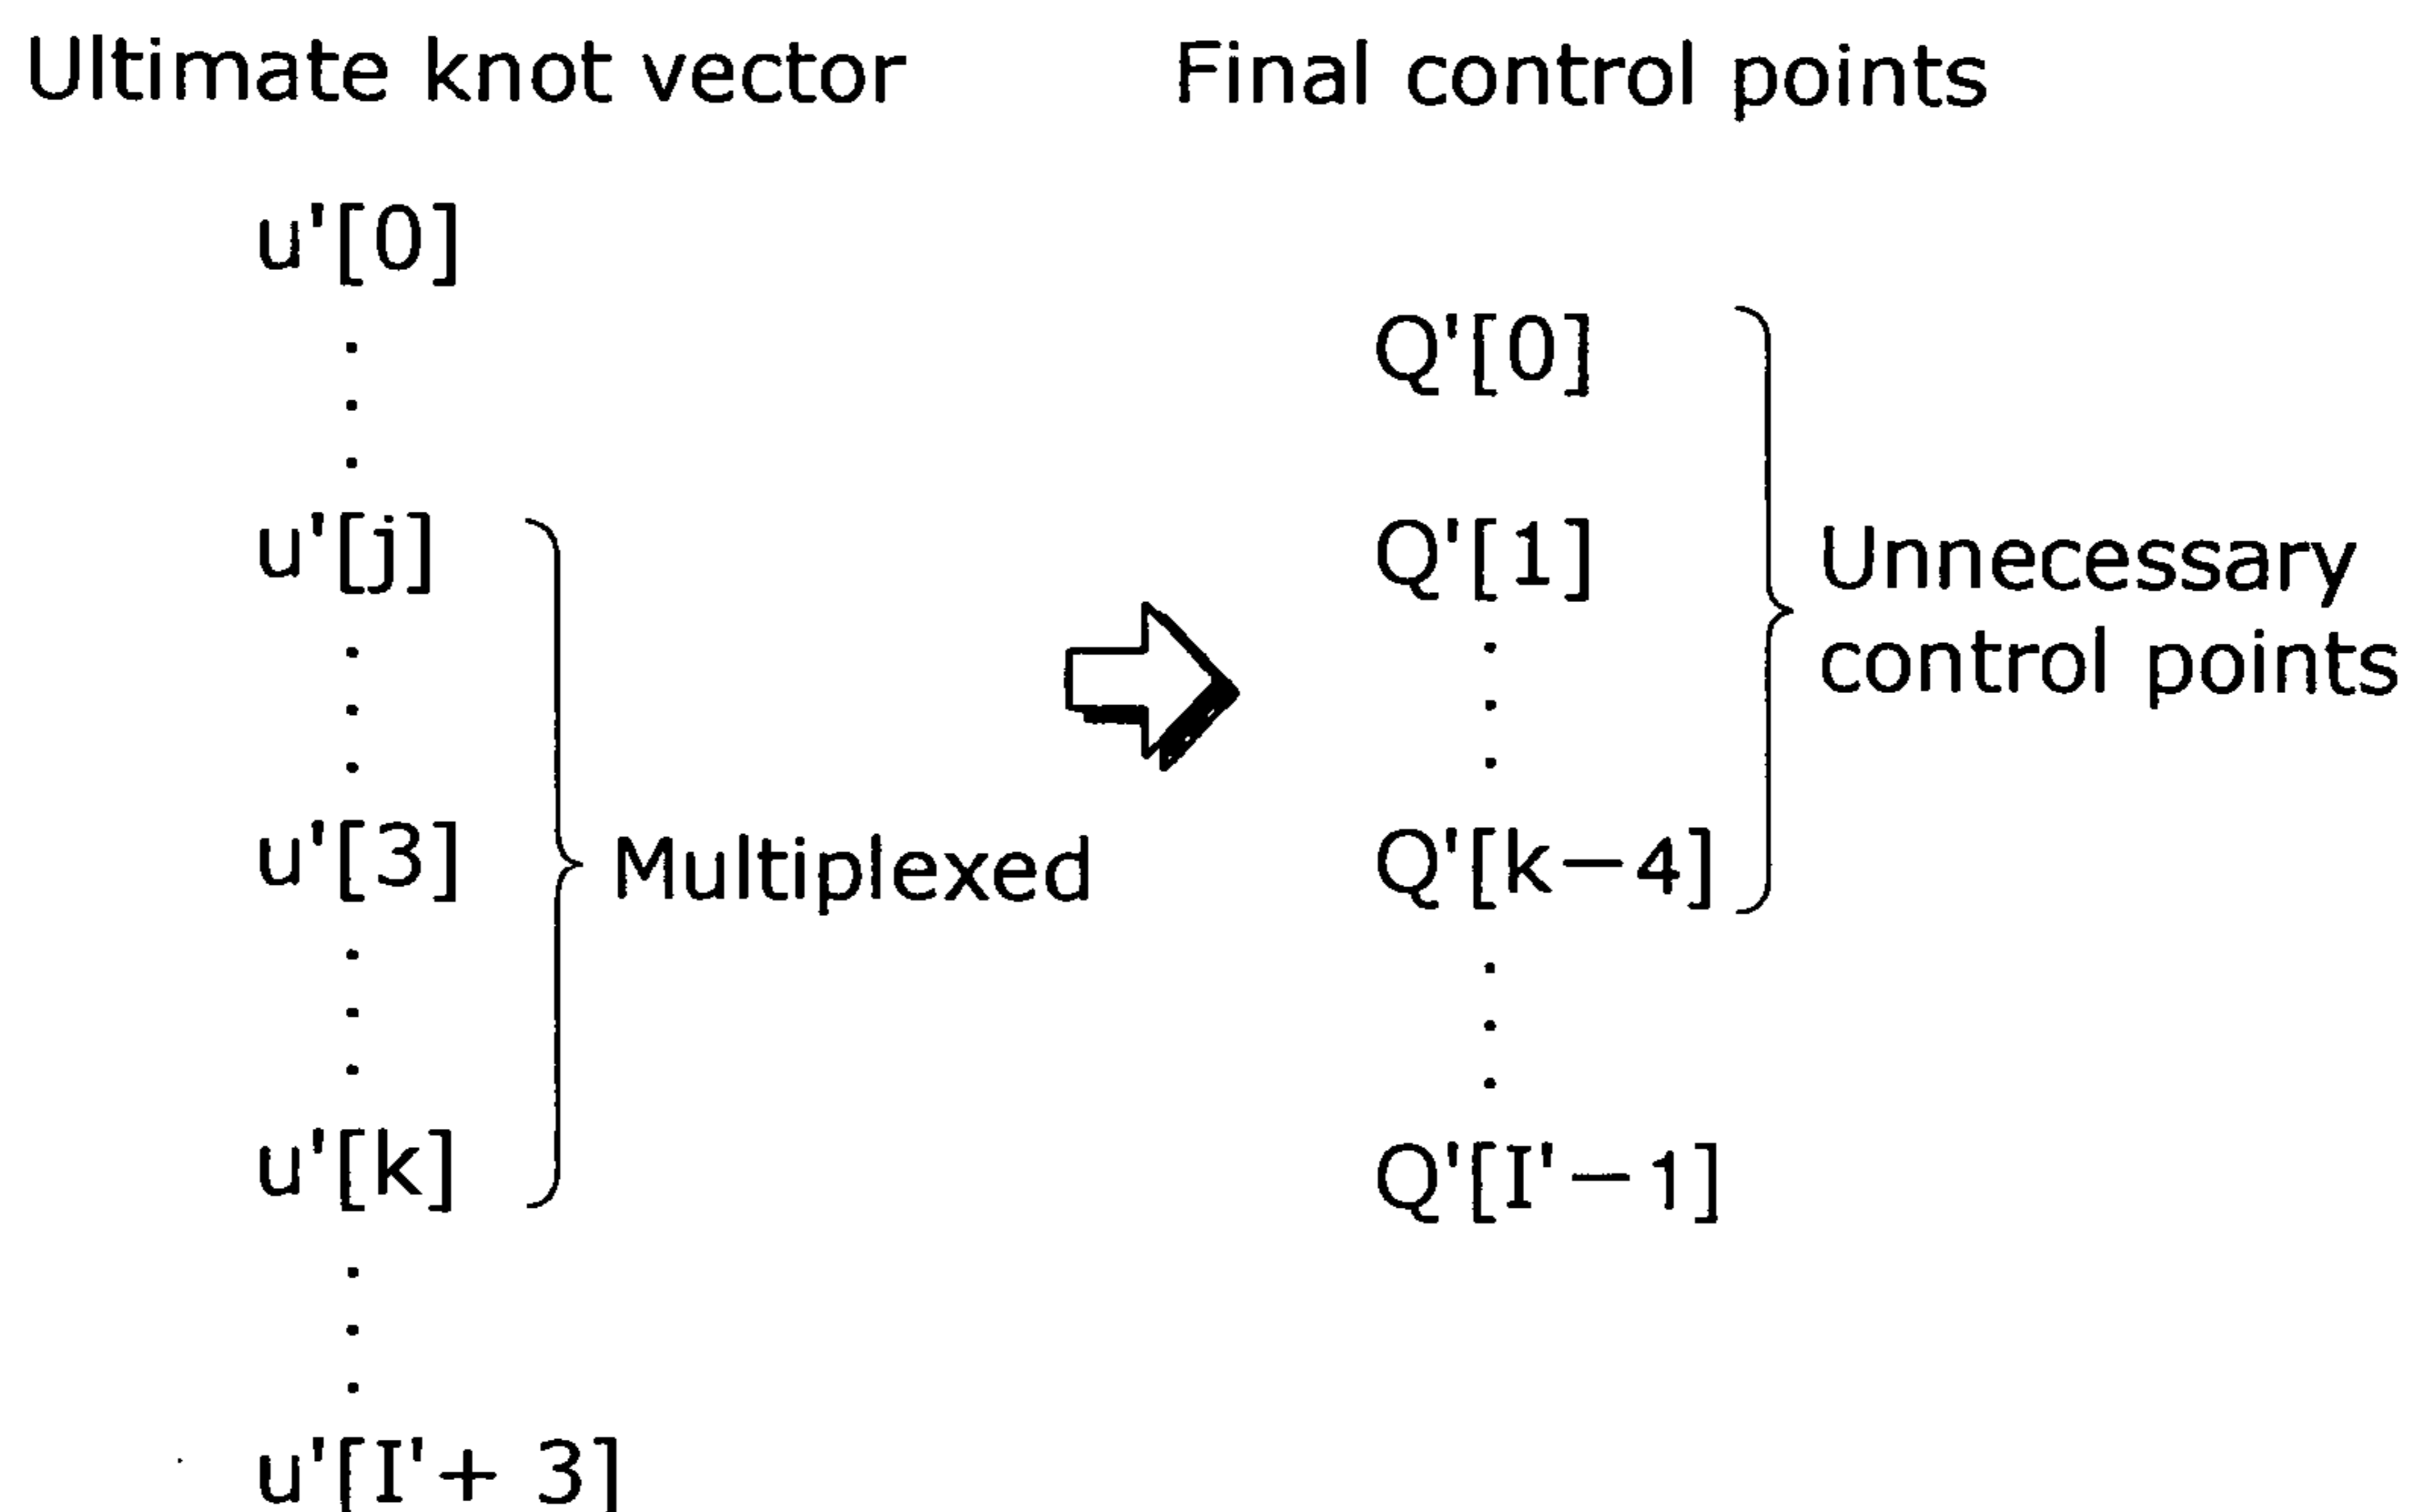 Ultimate knot vector
u'[0]
u'[j]
u'[3]
u'[k]
u'[I'+ 3]
Multiplexed
Final control points
Q'[0]
Q'[1]
Q'[k−4]
Q'[I'−1]
Unnecessary
control points